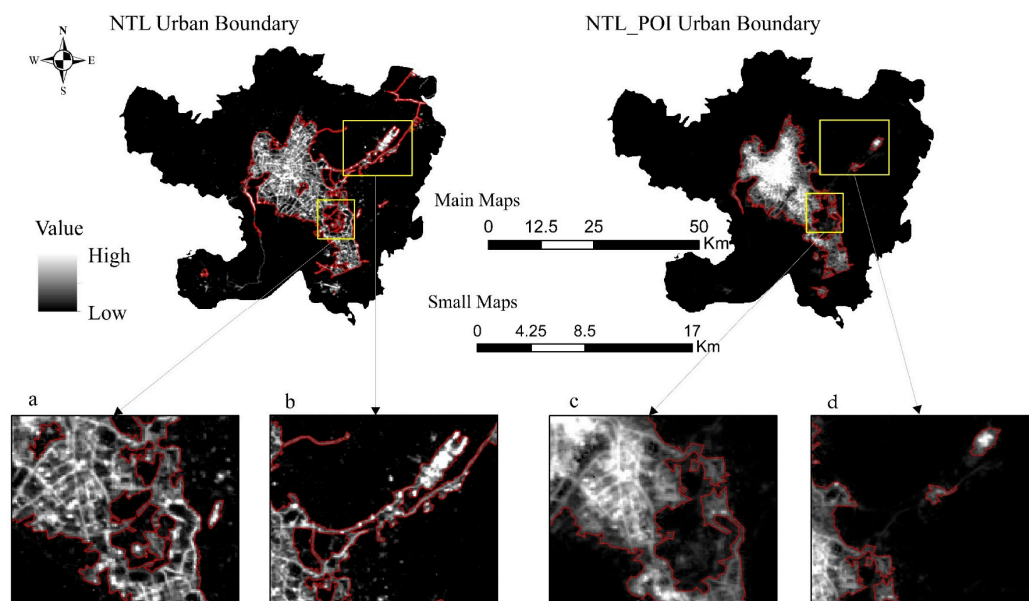 NTL Urban Boundary
NTL_POI Urban Boundary
N
W E
S
Value
High
Low
Main Maps
0 12.5 25 50
Km
Small Maps
0 4.25 8.5 17
Km
a
b
c
d